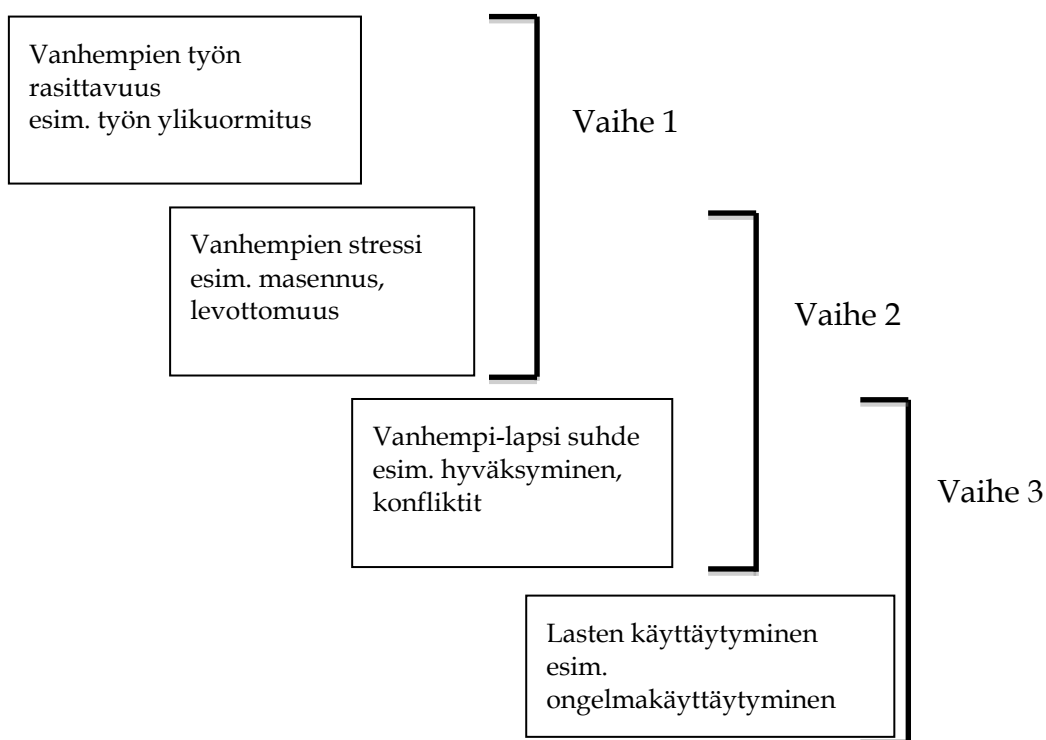 Vanhempien työn
rasittavuus
esim. työn ylikuormitus
Vaihe 1
Vanhempien stressi
esim. masennus,
levottomuus
Vaihe 2
Vanhempi-lapsi suhde
esim. hyväksyminen,
konfliktit
Vaihe 3
Lasten käyttäytyminen
esim.
ongelmakäyttäytyminen